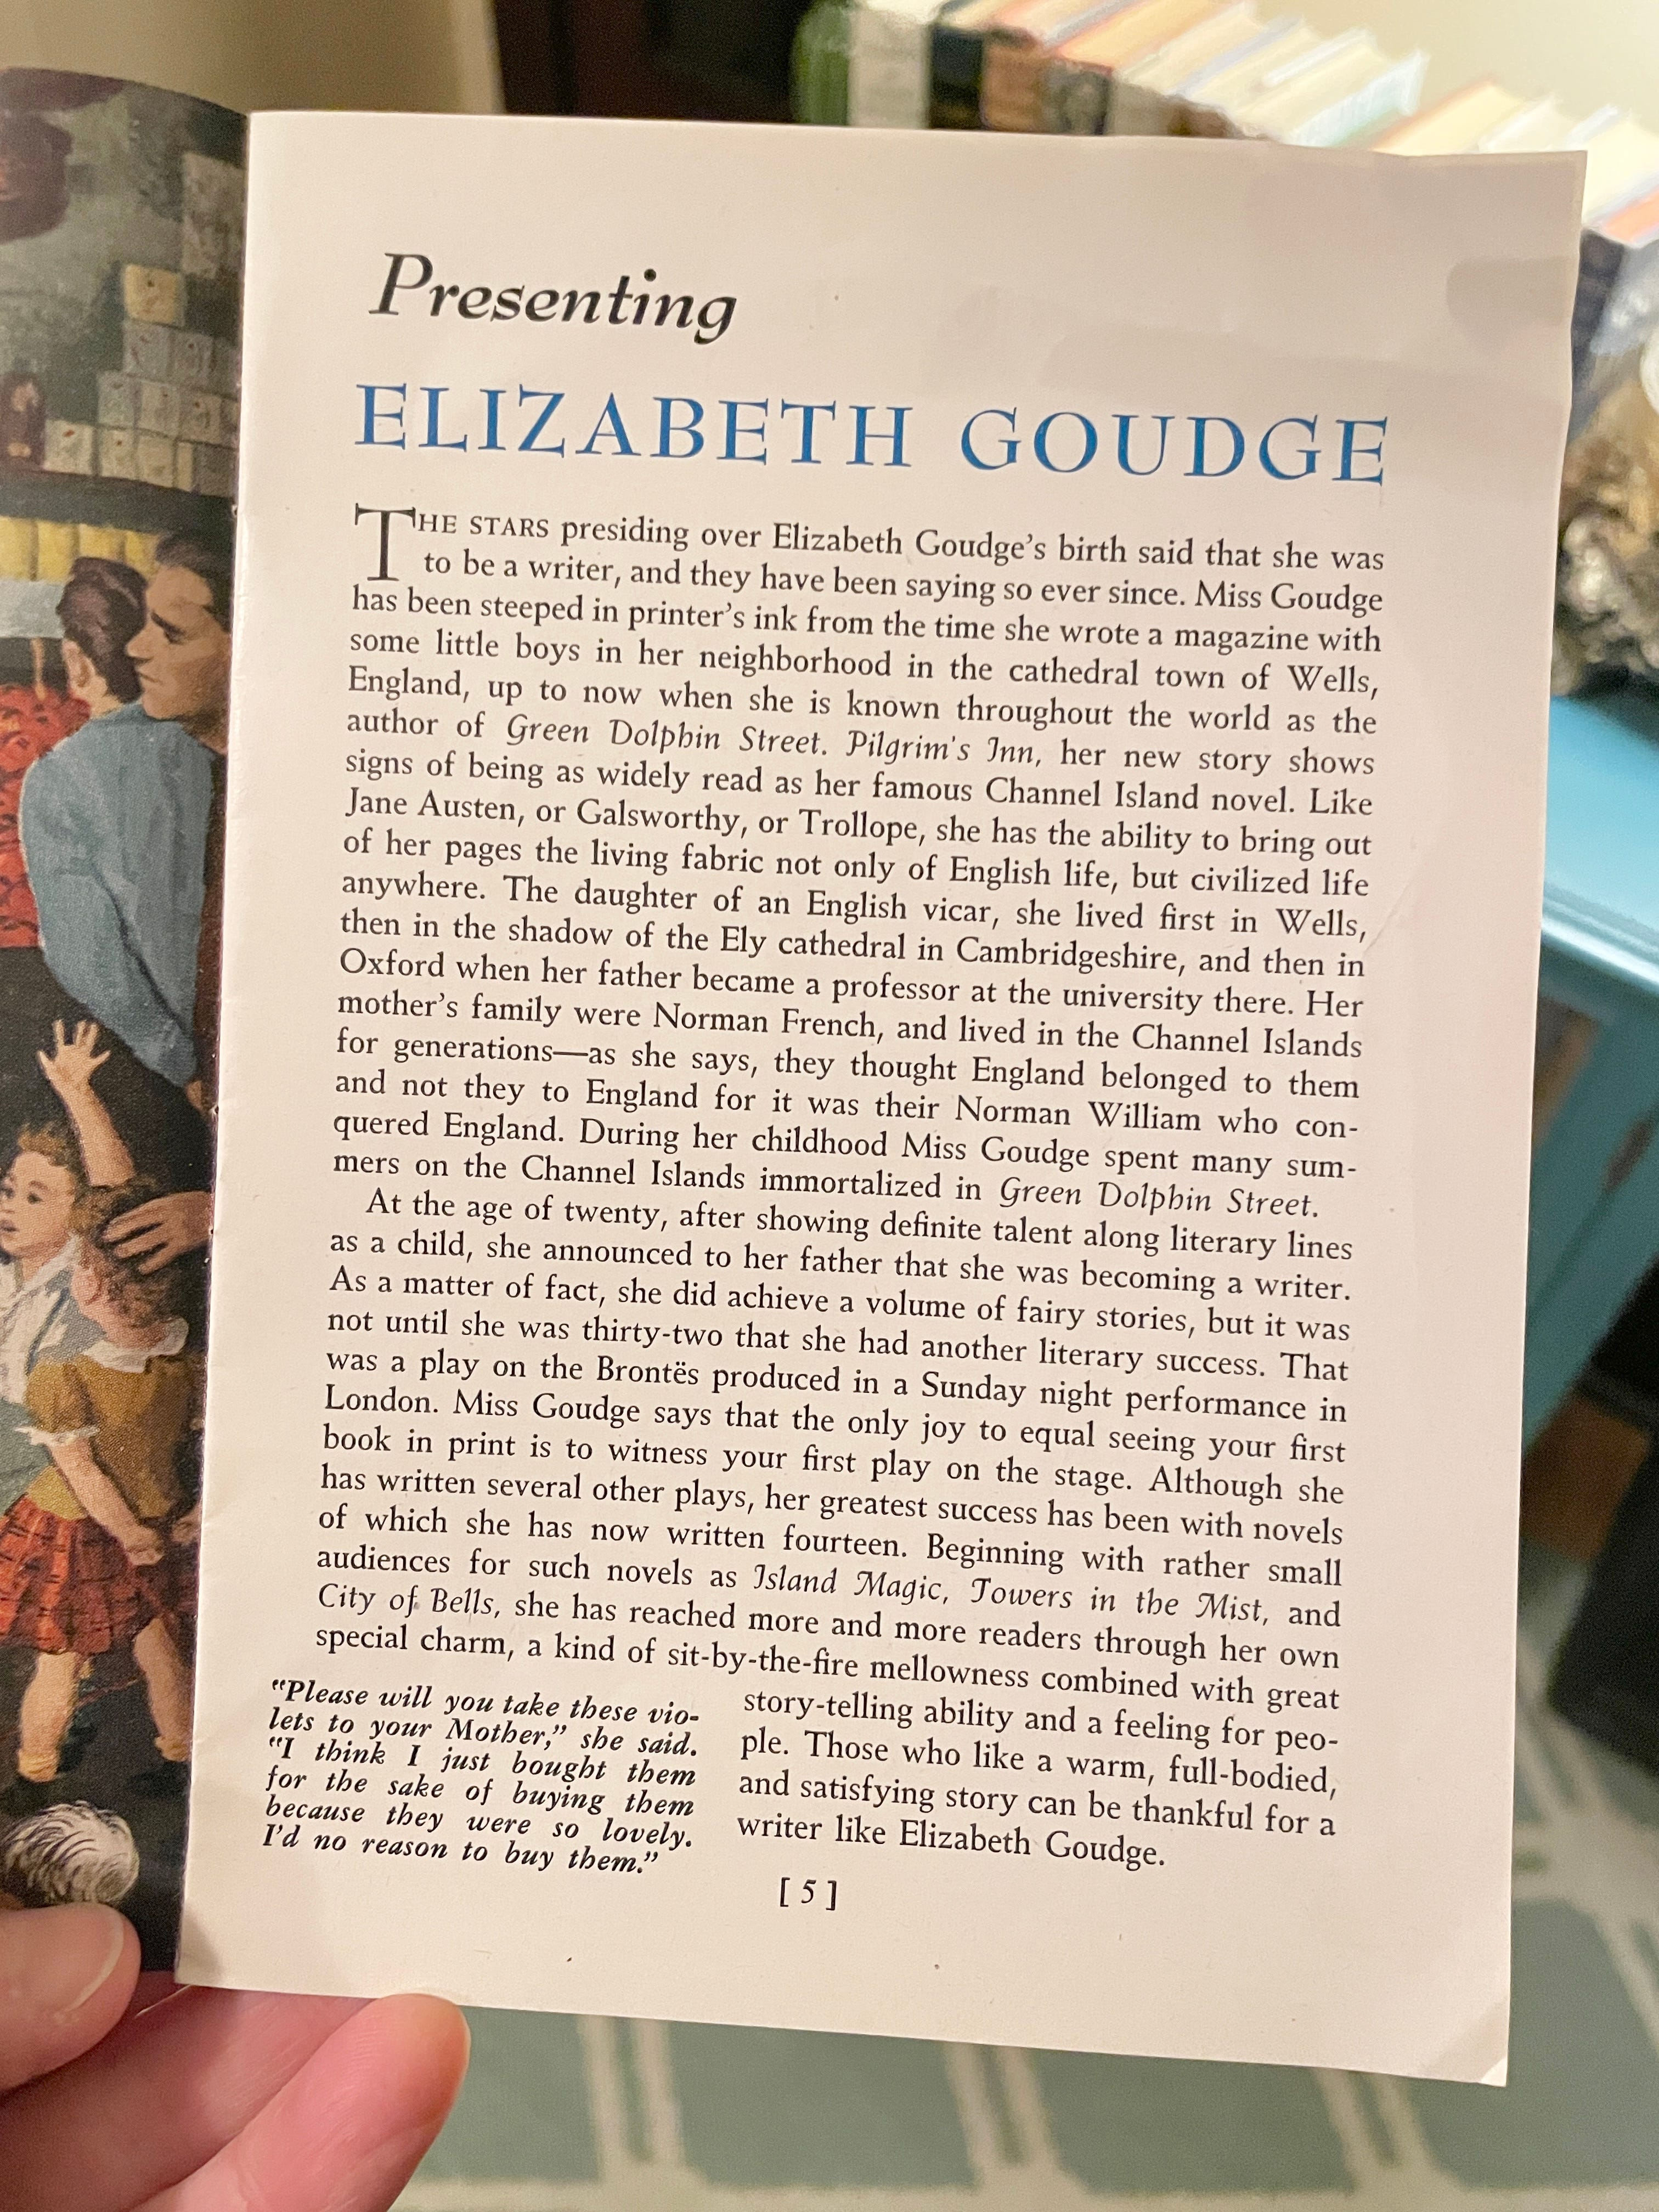 Presenting
ELIZABETH GOUDGE
THE STARS presiding over Elizabeth Goudge's birth said that she was
to be a writer, and they have been saying so ever since. Miss Goudge
has been steeped in printer's ink from the time she wrote a magazine with
some little boys in her neighborhood in the cathedral town of Wells,
England, up to now when she is known throughout the world as the
author of Green Dolphin Street. Pilgrim's Inn, her new story shows
signs of being as widely read as her famous Channel Island novel. Like
Jane Austen, or Galsworthy, or Trollope, she has the ability to bring out
of her pages the living fabric not only of English life, but civilized life
anywhere. The daughter of an English vicar, she lived first in Wells,
then in the shadow of the Ely cathedral in Cambridgeshire, and then in
Oxford when her father became a professor at the university there. Her
mother's family were Norman French, and lived in the Channel Islands
for generations—as she says, they thought England belonged to them
and not they to England for it was their Norman William who con-
quered England. During her childhood Miss Goudge spent many sum-
mers on the Channel Islands immortalized in Green Dolphin Street.
At the age of twenty, after showing definite talent along literary lines
as a child, she announced to her father that she was becoming a writer.
As a matter of fact, she did achieve a volume of fairy stories, but it was
not until she was thirty-two that she had another literary success. That
was a play on the Brontës produced in a Sunday night performance in
London. Miss Goudge says that the only joy to equal seeing your first
book in print is to witness your first play on the stage. Although she
has written several other plays, her greatest success has been with novels
of which she has now written fourteen. Beginning with rather small
audiences for such novels as Island Magic, Towers in the Mist, and
City of Bells, she has reached more and more readers through her own
special charm, a kind of sit-by-the-fire mellowness combined with great
story-telling ability and a feeling for peo-
ple. Those who like a warm, full-bodied,
and satisfying story can be thankful for a
writer like Elizabeth Goudge.
"Please will you take these vio-
lets to your Mother," she said.
"I think I just bought them
for the sake of buying them
because they were so lovely.
I'd no reason to buy them."
[ 5 ]